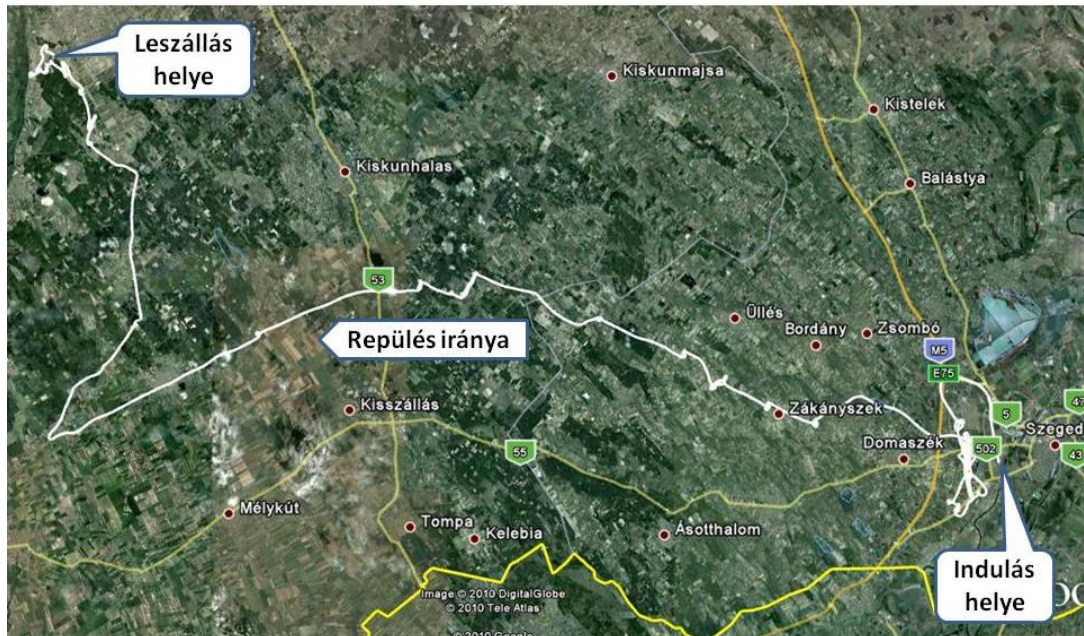 Leszállás
helye
Kiskunmajsa
Kistelek
Kiskunhalas
Balástya
53
Üllés
Bordány
Zsombó
Repülés iránya
M5
E75
Kisszállás
Zákányszek
5
47
Szeged
Domaszék
502
43
55
Mélykút
Tompa
Kelebia
Ásotthalom
Indulás
helye
Image © 2010 DigitalGlobe
© 2010 Tele Atlas